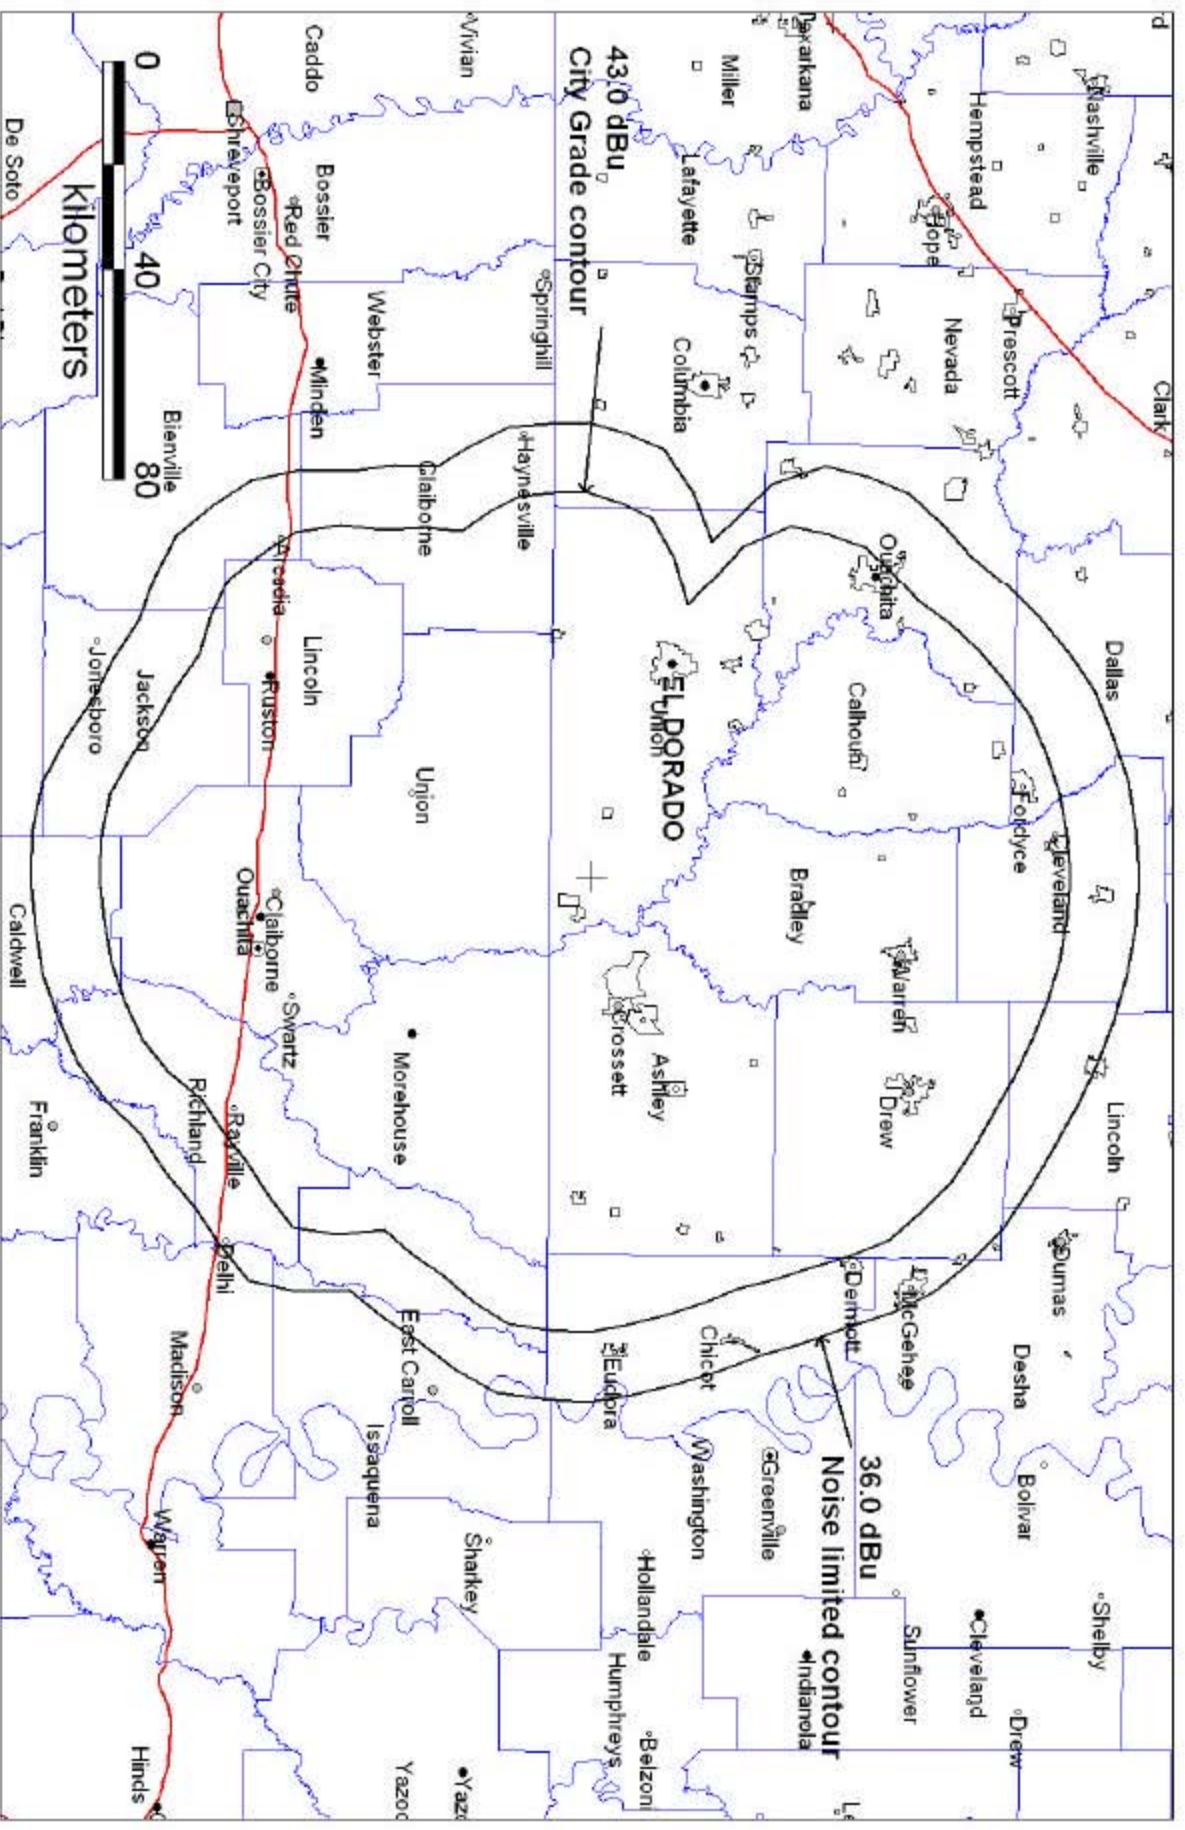 rd
Clark
Dallas
Lincoln
Nashville
Shelby
Dumas
Cleveland
Prescott
Fordyce
Desha
Bolivar
Drew
Hempstead
Cleveland
Nevada
Hope
McGehee
Sunflower
Warren
Ouachita
Drew
36.0 dBu
Noise limited contour
Calhoun
Dermott
Texarkana
Bradley
Indianola
Greenville
Stamps
Miller
Chicot
Washington
Lafayette
Columbia
EL DORADO
Union
Ashley
43.0 dBu
City Grade contour
Crossett
Eudora
Hollandale
Humphreys
Belzoni
Springhill
Haynesville
Vivian
Sharkey
Claiborne
Union
Morehouse
East Carroll
Yazoo
Webster
Issaquena
Caddo
Bossier
Minden
Lincoln
Red Chute
Swartz
Arcadia
Ruston
Claiborne
Bossier City
Ouachita
Shreveport
Rayville
Delhi
Richland
Madison
Bienville
Warren
Jackson
Hinds
0 40 80
kilometers
Jonesboro
Franklin
De Soto
Caldwell